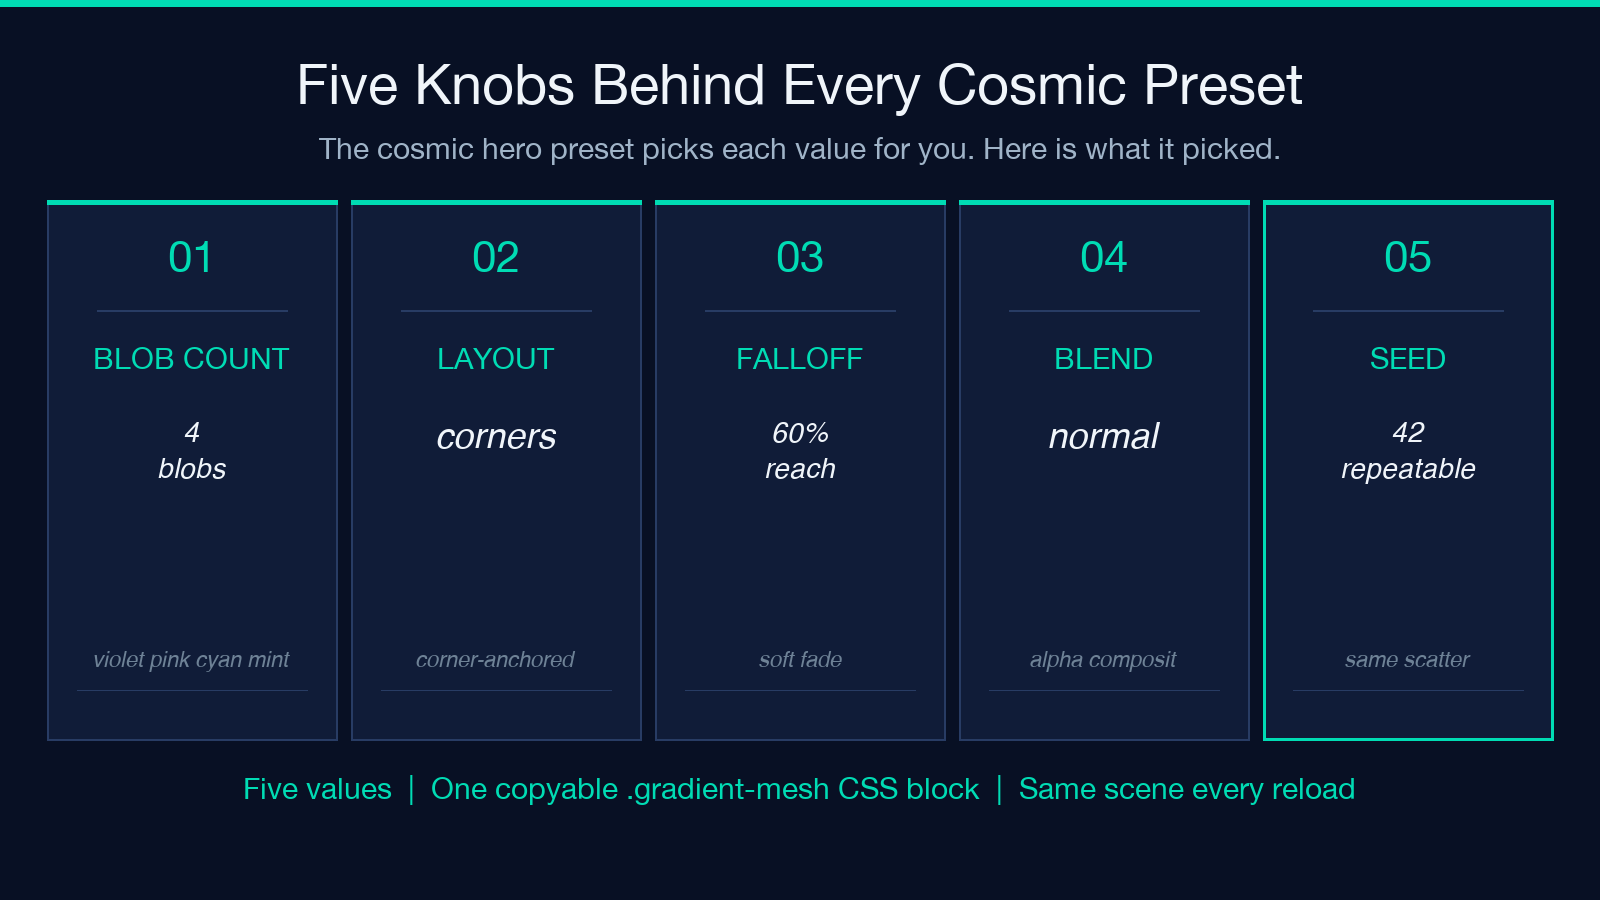 Five Knobs Behind Every Cosmic Preset
The cosmic hero preset picks each value for you. Here is what it picked.
01
BLOB COUNT
4
blobs
violet pink cyan mint
02
LAYOUT
corners
corner-anchored
03
FALLOFF
60%
reach
soft fade
04
BLEND
normal
alpha composit
05
SEED
42
repeatable
same scatter
Five values | One copyable .gradient-mesh CSS block | Same scene every reload